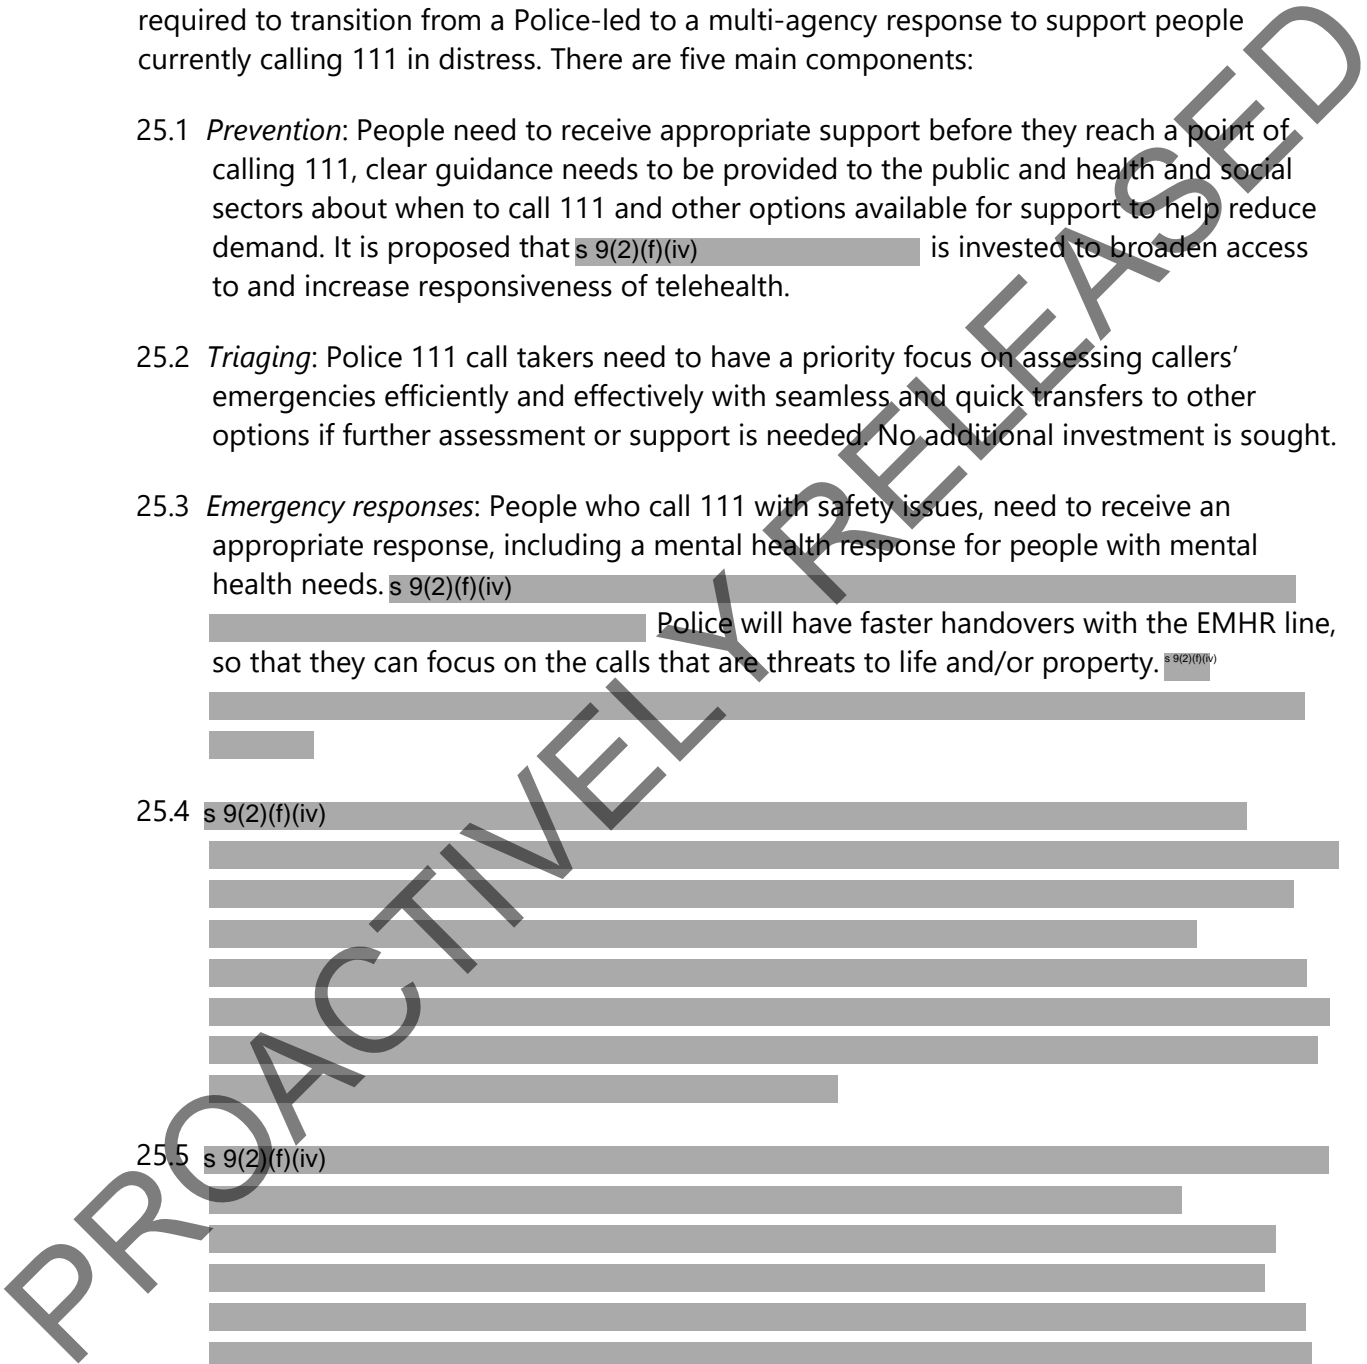 required to transition from a Police-led to a multi-agency response to support people
currently calling 111 in distress. There are five main components:
25.1 Prevention: People need to receive appropriate support before they reach a point of
calling 111, clear guidance needs to be provided to the public and health and social
sectors about when to call 111 and other options available for support to help reduce
demand. It is proposed that s 9(2)(f)(iv) is invested to broaden access
to and increase responsiveness of telehealth.
25.2 Triaging: Police 111 call takers need to have a priority focus on assessing callers’
emergencies efficiently and effectively with seamless and quick transfers to other
options if further assessment or support is needed. No additional investment is sought.
25.3 Emergency responses: People who call 111 with safety issues, need to receive an
appropriate response, including a mental health response for people with mental
health needs. s 9(2)(f)(iv)
Police will have faster handovers with the EMHR line,
so that they can focus on the calls that are threats to life and/or property. s 9(2)(f)(iv)
25.4 s 9(2)(f)(iv)
25.5 s 9(2)(f)(iv)
PROACTIVELY RELEASED